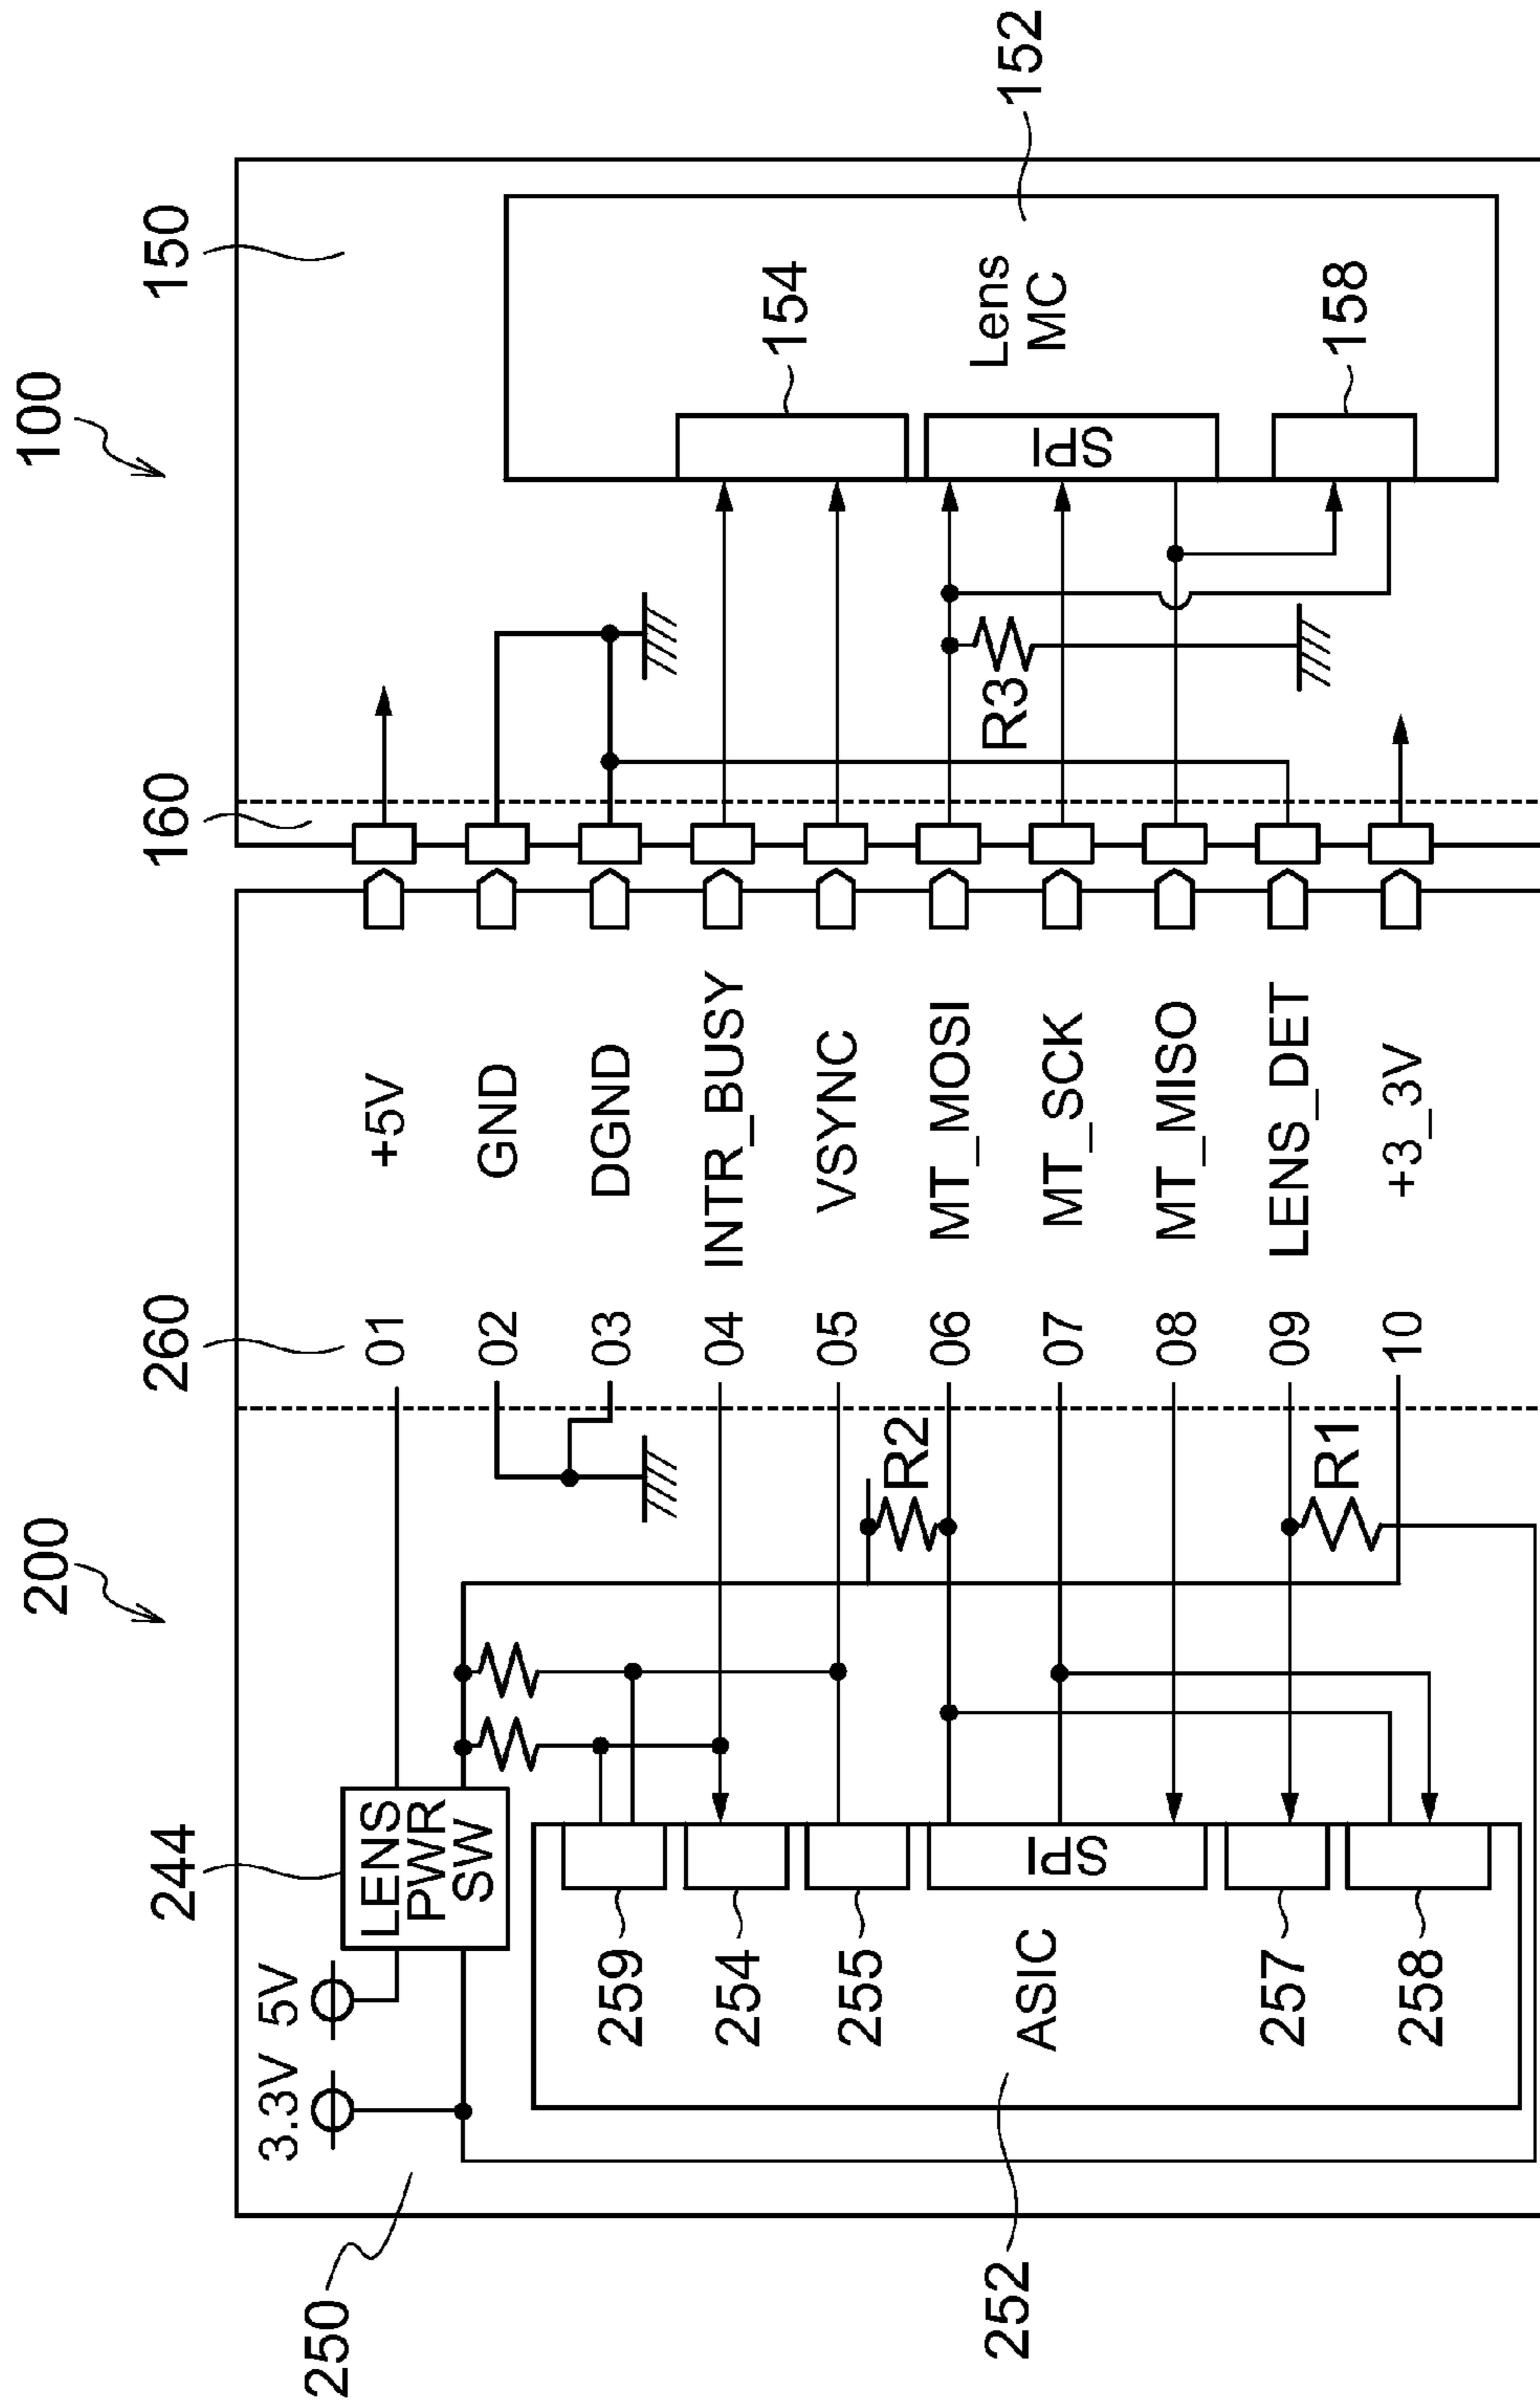 200
100
250
3.3V
5V
244
LENS
PWR
SW
260
160
150
01
+5V
02
GND
03
DGND
04
INTR_BUSY
05
VSYNC
06
MT_MOSI
07
MT_SCK
08
MT_MISO
09
LENS_DET
10
+3_3V
259
254
255
ASIC
SPI
257
258
252
R2
R1
R3
154
SPI
Lens
MC
158
152